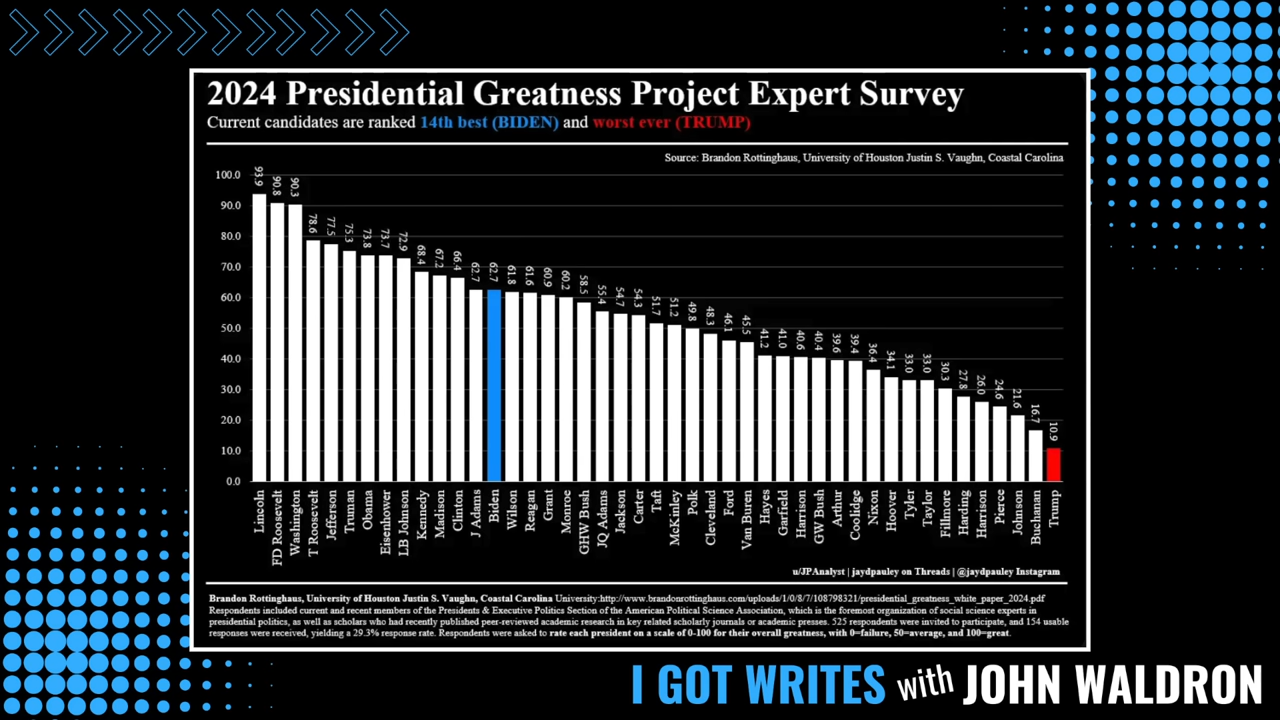 2024 Presidential Greatness Project Expert Survey
Current candidates are ranked 14th best (BIDEN) and worst ever (TRUMP)
Source: Brandon Rottinghaus, University of Houston Justin S. Vaughn, Coastal Carolina
100.0
90.0
80.0
70.0
60.0
50.0
40.0
30.0
20.0
10.0
0.0
93.9
90.8
90.3
78.6
77.5
75.3
73.8
73.7
72.9
68.4
67.2
66.4
62.7
62.7
61.8
61.6
60.9
60.2
58.5
55.4
54.7
54.3
51.7
51.2
49.8
48.3
46.1
45.5
41.2
41.0
40.6
40.4
39.6
39.4
36.4
34.1
33.0
33.0
30.3
27.8
26.0
24.6
21.6
16.7
10.9
Lincoln
FD Roosevelt
Washington
T Rosevelt
Jefferson
Truman
Obama
Eisenhower
LB Johnson
Kennedy
Madison
Clinton
J Adams
Biden
Wilson
Reagan
Grant
Monroe
GHW Bush
JQ Adams
Jackson
Carter
Taft
McKinley
Polk
Cleveland
Ford
Van Buren
Hayes
Garfield
Harrison
GW Bush
Arthur
Coolidge
Nixon
Hoover
Tyler
Taylor
Fillmore
Harding
Harrison
Pierce
Johnson
Buchanan
Trump
u/JPAnalyst | jaydpauley on Threads | @jaydpauley Instagram
Brandon Rottinghaus, University of Houston Justin S. Vaughn, Coastal Carolina University:http://www.brandonrottinghaus.com/uploads/1/0/8/7/108798321/presidential_greatness_white_paper_2024.pdf
Respondents included current and recent members of the Presidents & Executive Politics Section of the American Political Science Association, which is the foremost organization of social science experts in
presidential politics, as well as scholars who had recently published peer-reviewed academic research in key related scholarly journals or academic presses. 525 respondents were invited to participate, and 154 usable
responses were received, yielding a 29.3% response rate. Respondents were asked to rate each president on a scale of 0-100 for their overall greatness, with 0=failure, 50=average, and 100=great.
I GOT WRITES with JOHN WALDRON